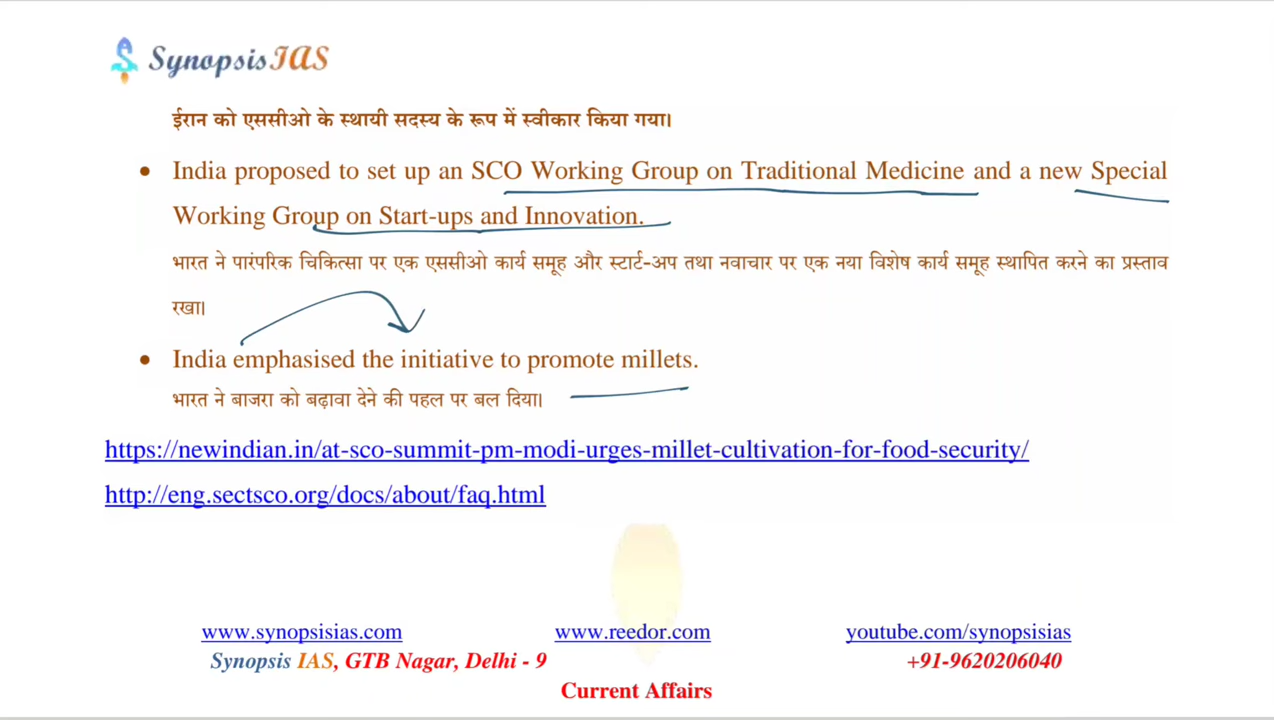 Synopsis IAS
ईरान को एससीओ के स्थायी सदस्य के रूप में स्वीकार किया गया।
• India proposed to set up an SCO Working Group on Traditional Medicine and a new Special
Working Group on Start-ups and Innovation.
भारत ने पारंपरिक चिकित्सा पर एक एससीओ कार्य समूह और स्टार्ट-अप तथा नवाचार पर एक नया विशेष कार्य समूह स्थापित करने का प्रस्ताव
रखा।
• India emphasised the initiative to promote millets.
भारत ने बाजरा को बढ़ावा देने की पहल पर बल दिया।
https://newindian.in/at-sco-summit-pm-modi-urges-millet-cultivation-for-food-security/
http://eng.sectsco.org/docs/about/faq.html
www.synopsisias.com www.reedor.com youtube.com/synopsisias
Synopsis IAS, GTB Nagar, Delhi - 9 +91-9620206040
Current Affairs